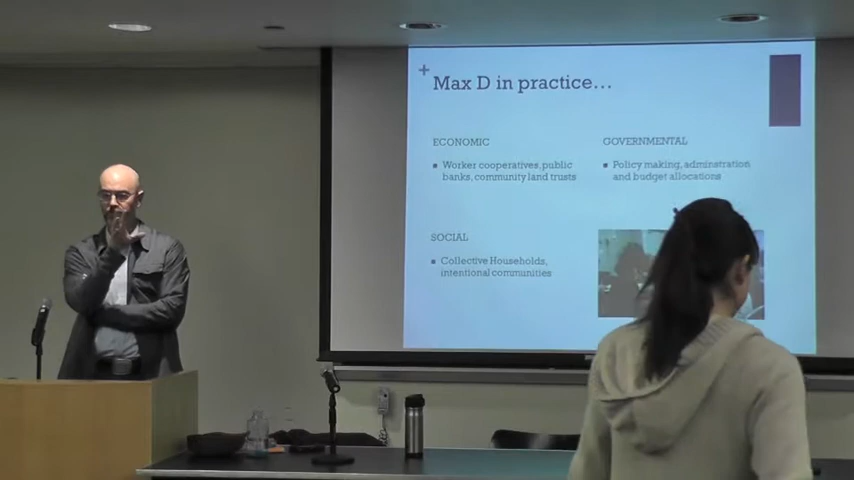 +
Max D in practice...
ECONOMIC
▪ Worker cooperatives, public
banks, community land trusts
GOVERNMENTAL
▪ Policy making, adminstration
and budget allocations
SOCIAL
▪ Collective Households,
intentional communities